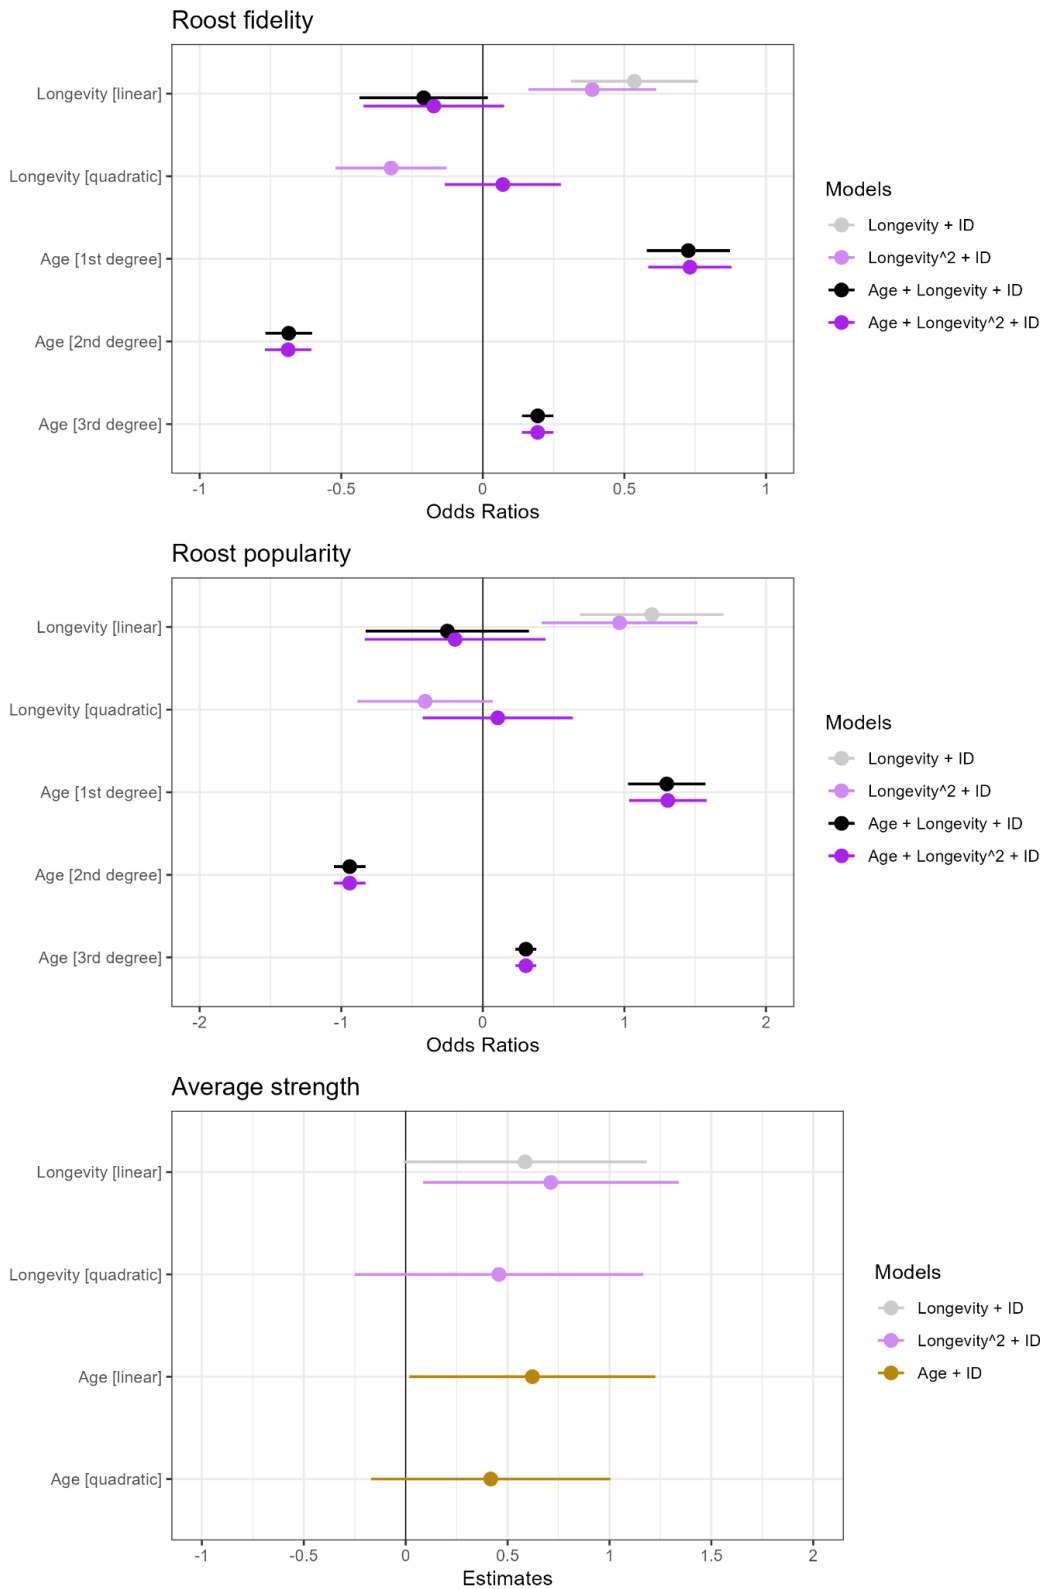 Roost fidelity
Longevity [linear]
Longevity [quadratic]
Age [1st degree]
Age [2nd degree]
Age [3rd degree]
-1 -0.5 0 0.5 1
Odds Ratios
Models
Longevity + ID
Longevity^2 + ID
Age + Longevity + ID
Age + Longevity^2 + ID
Roost popularity
Longevity [linear]
Longevity [quadratic]
Age [1st degree]
Age [2nd degree]
Age [3rd degree]
-2 -1 0 1 2
Odds Ratios
Models
Longevity + ID
Longevity^2 + ID
Age + Longevity + ID
Age + Longevity^2 + ID
Average strength
Longevity [linear]
Longevity [quadratic]
Age [linear]
Age [quadratic]
-1 -0.5 0 0.5 1 1.5 2
Estimates
Models
Longevity + ID
Longevity^2 + ID
Age + ID